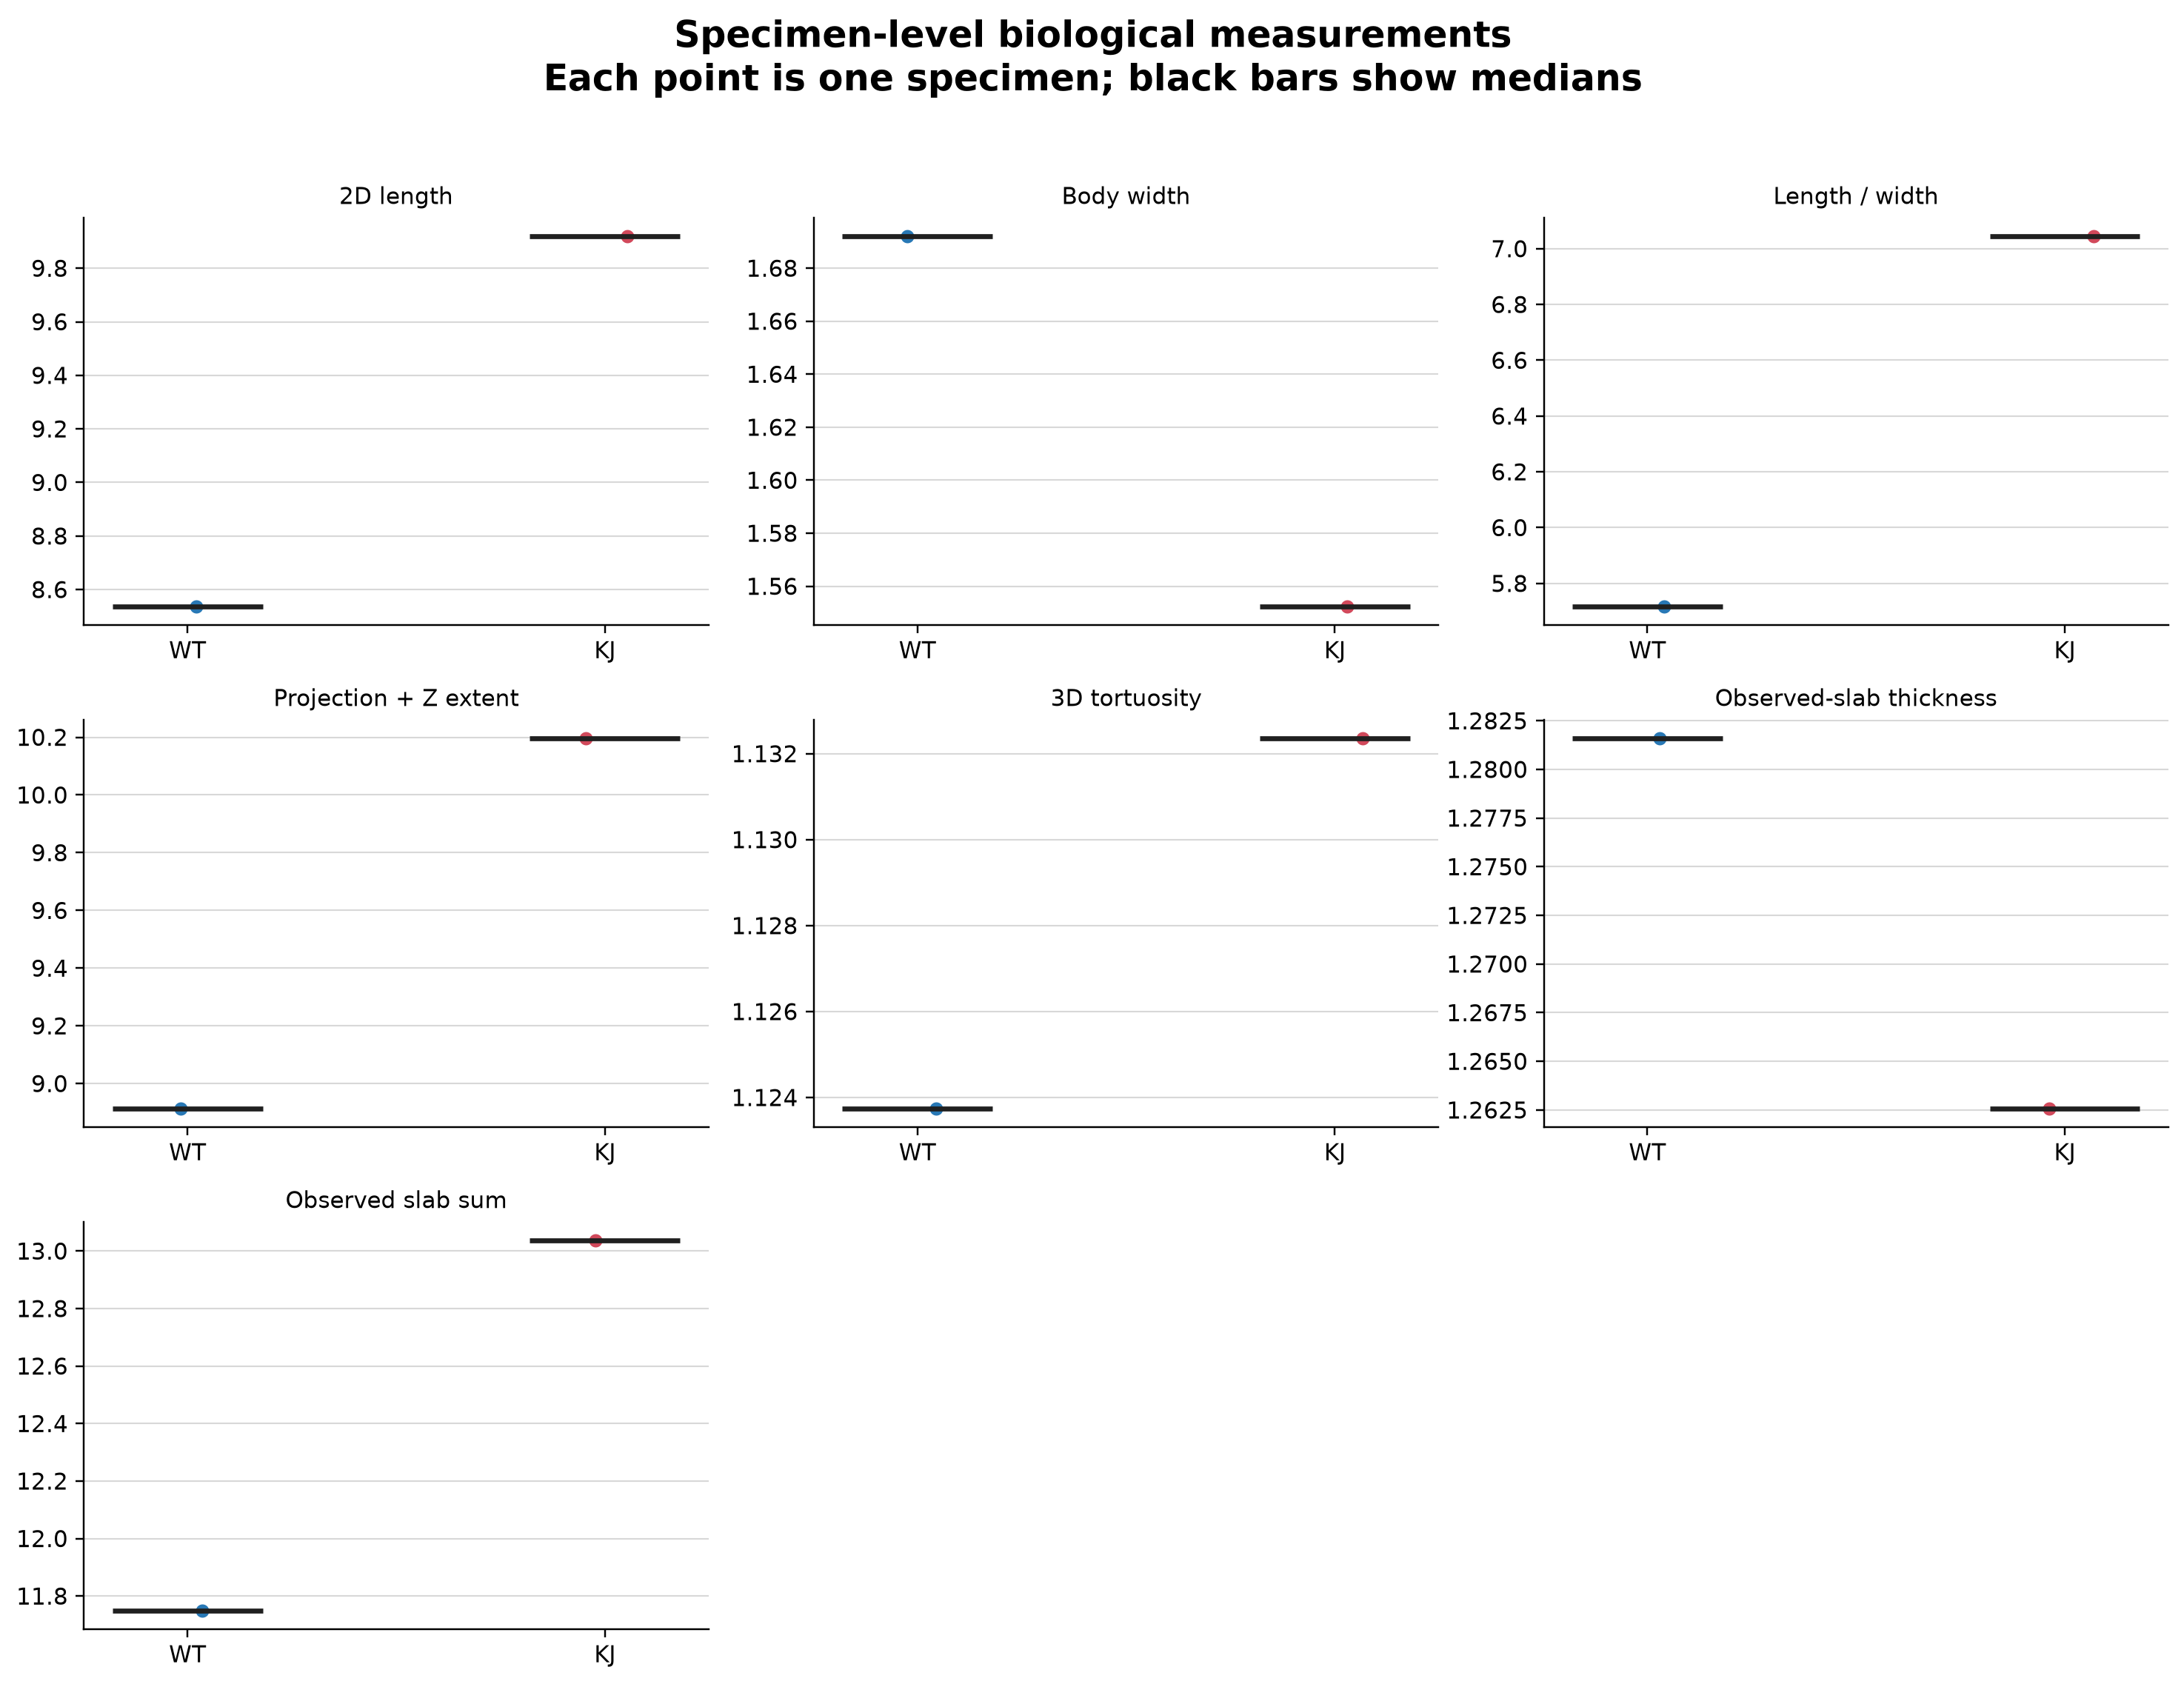 Specimen-level biological measurements
Each point is one specimen; black bars show medians
2D length
9.8
9.6
9.4
9.2
9.0
8.8
8.6
WT
KJ
Body width
1.68
1.66
1.64
1.62
1.60
1.58
1.56
WT
KJ
Length / width
7.0
6.8
6.6
6.4
6.2
6.0
5.8
WT
KJ
Projection + Z extent
10.2
10.0
9.8
9.6
9.4
9.2
9.0
WT
KJ
3D tortuosity
1.132
1.130
1.128
1.126
1.124
WT
KJ
Observed-slab thickness
1.2825
1.2800
1.2775
1.2750
1.2725
1.2700
1.2675
1.2650
1.2625
WT
KJ
Observed slab sum
13.0
12.8
12.6
12.4
12.2
12.0
11.8
WT
KJ